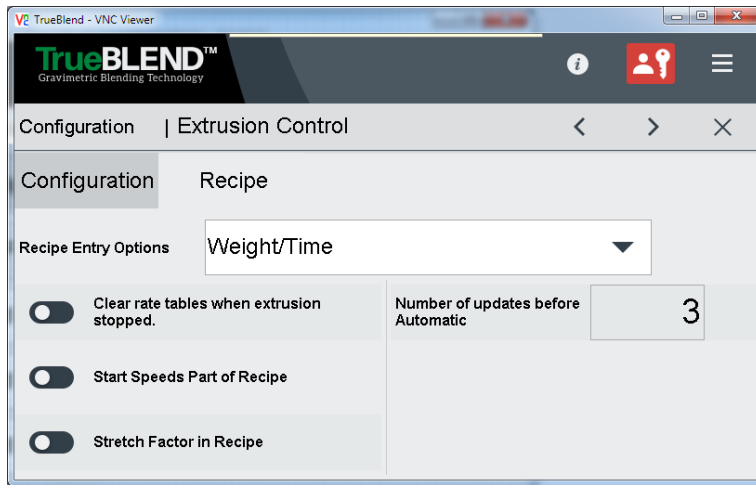 TrueBlend - VNC Viewer
TrueBLEND™
Gravimetric Blending Technology
Configuration | Extrusion Control
Configuration Recipe
Recipe Entry Options Weight/Time
Clear rate tables when extrusion
stopped.
Number of updates before
Automatic
3
Start Speeds Part of Recipe
Stretch Factor in Recipe